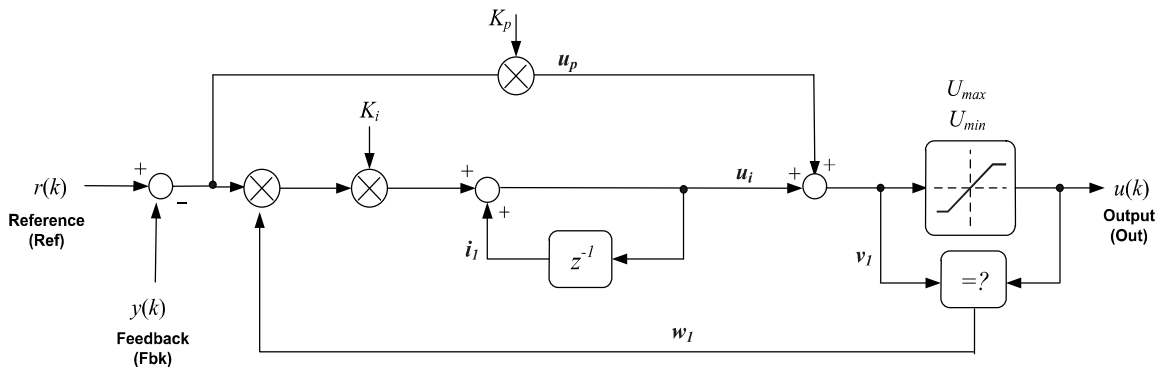 Kp
up
Umax
Umin
Ki
+
+
+
+
r(k)
−
+
ui
u(k)
Reference
(Ref)
Output
(Out)
i1
z-1
v1
=?
y(k)
Feedback
(Fbk)
w1